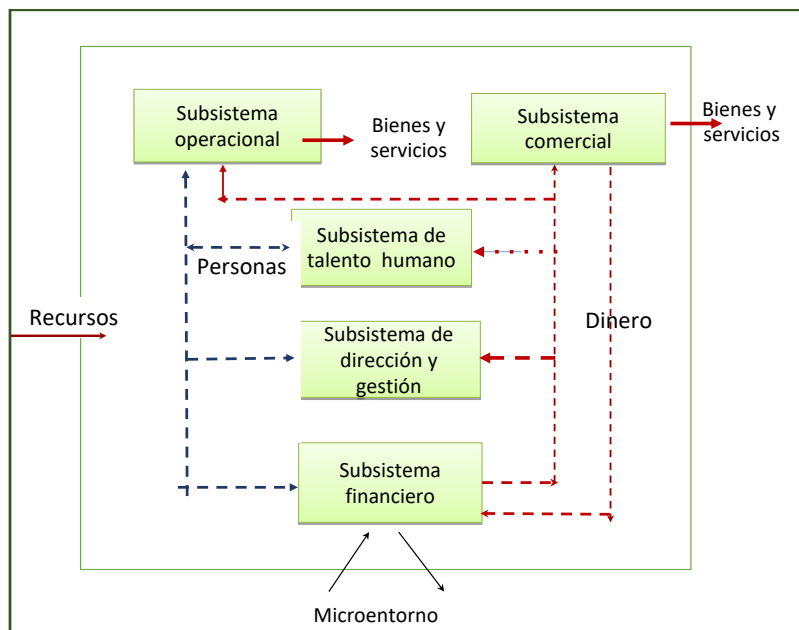 Subsistema
operacional
Bienes y
servicios
Subsistema
comercial
Bienes y
servicios
Subsistema de
talento humano
Personas
Recursos
Dinero
Subsistema de
dirección y
gestión
Subsistema
financiero
Microentorno